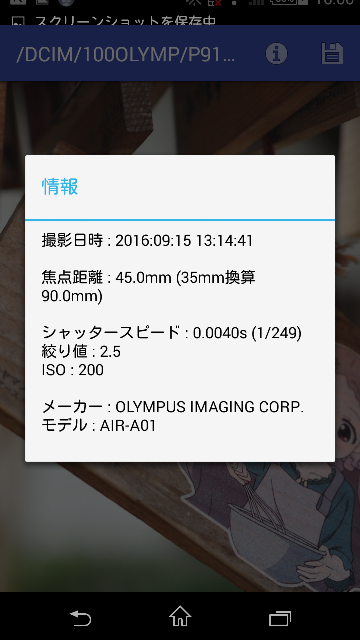 スクリーンショットを保存中
/DCIM/100OLYMP/P91...
情報
撮影日時 : 2016:09:15 13:14:41
焦点距離 : 45.0mm (35mm換算
90.0mm)
シャッタースピード : 0.0040s (1/249)
絞り値 : 2.5
ISO : 200
メーカー : OLYMPUS IMAGING CORP.
モデル : AIR-A01